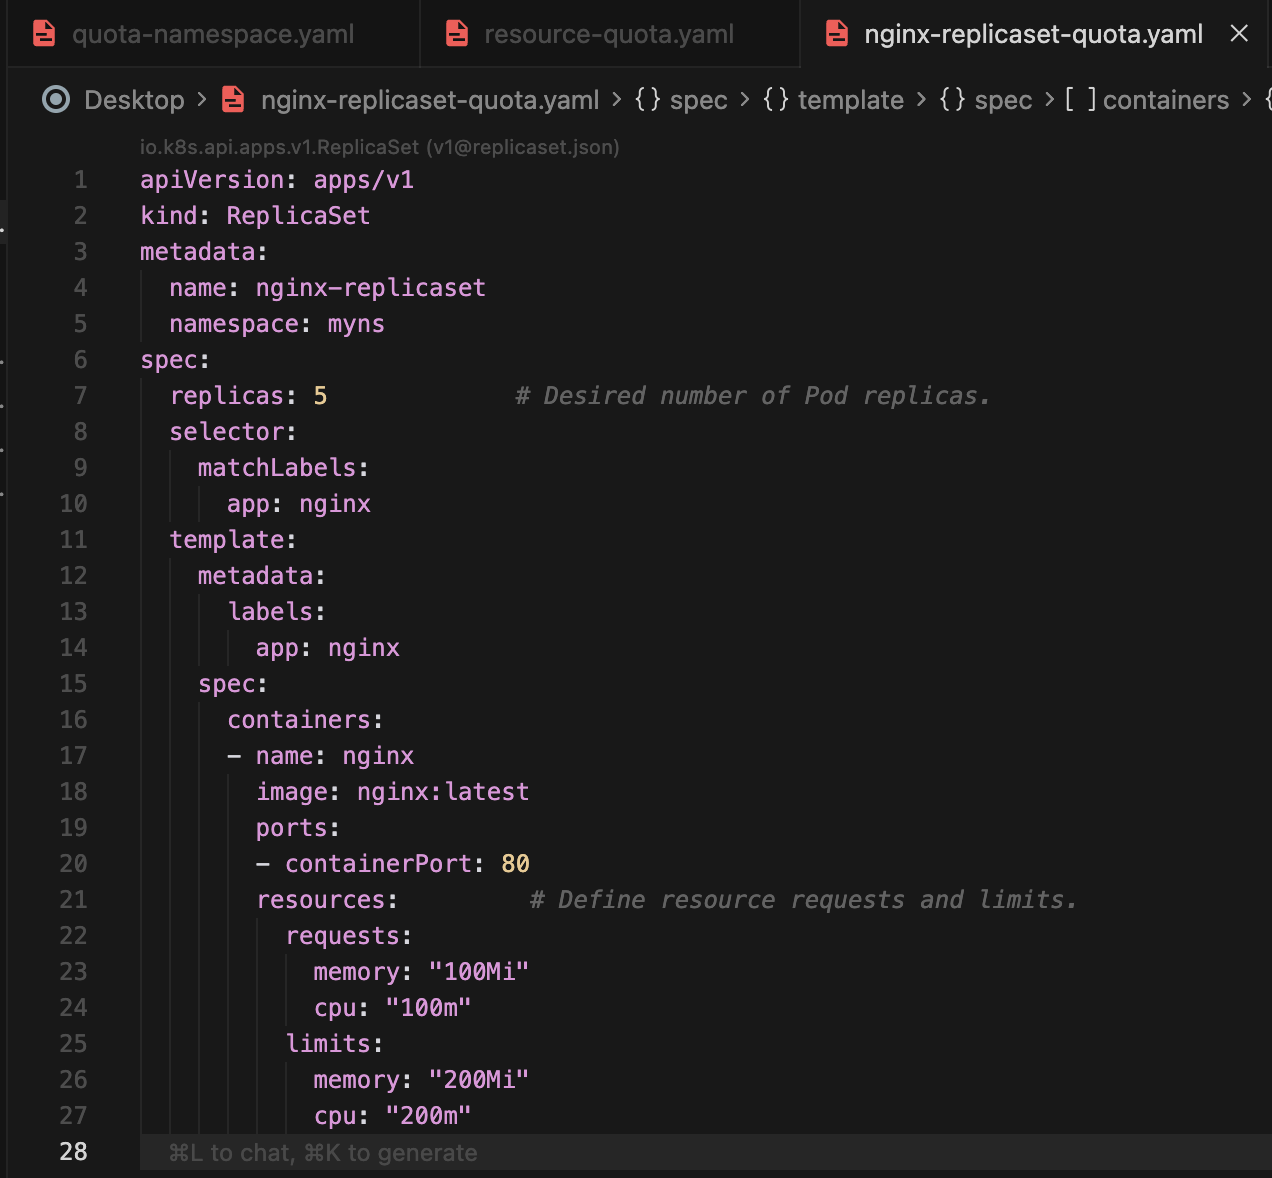 quota-namespace.yaml resource-quota.yaml nginx-replicaset-quota.yaml
Desktop > nginx-replicaset-quota.yaml > {} spec > {} template > {} spec > [ ] containers > {
io.k8s.api.apps.v1.ReplicaSet (v1@replicaset.json)
1 apiVersion: apps/v1
2 kind: ReplicaSet
3 metadata:
4   name: nginx-replicaset
5   namespace: myns
6 spec:
7   replicas: 5             # Desired number of Pod replicas.
8   selector:
9     matchLabels:
10       app: nginx
11   template:
12     metadata:
13       labels:
14         app: nginx
15     spec:
16       containers:
17       - name: nginx
18         image: nginx:latest
19         ports:
20         - containerPort: 80
21         resources:         # Define resource requests and limits.
22           requests:
23             memory: "100Mi"
24             cpu: "100m"
25           limits:
26             memory: "200Mi"
27             cpu: "200m"
28   ⌘L to chat, ⌘K to generate